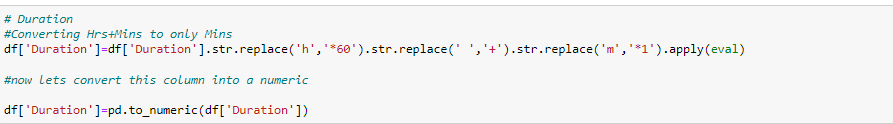 # Duration
#Converting Hrs+Mins to only Mins
df['Duration']=df['Duration'].str.replace('h','*60').str.replace(' ','+').str.replace('m','*1').apply(eval)
#now lets convert this column into a numeric
df['Duration']=pd.to_numeric(df['Duration'])